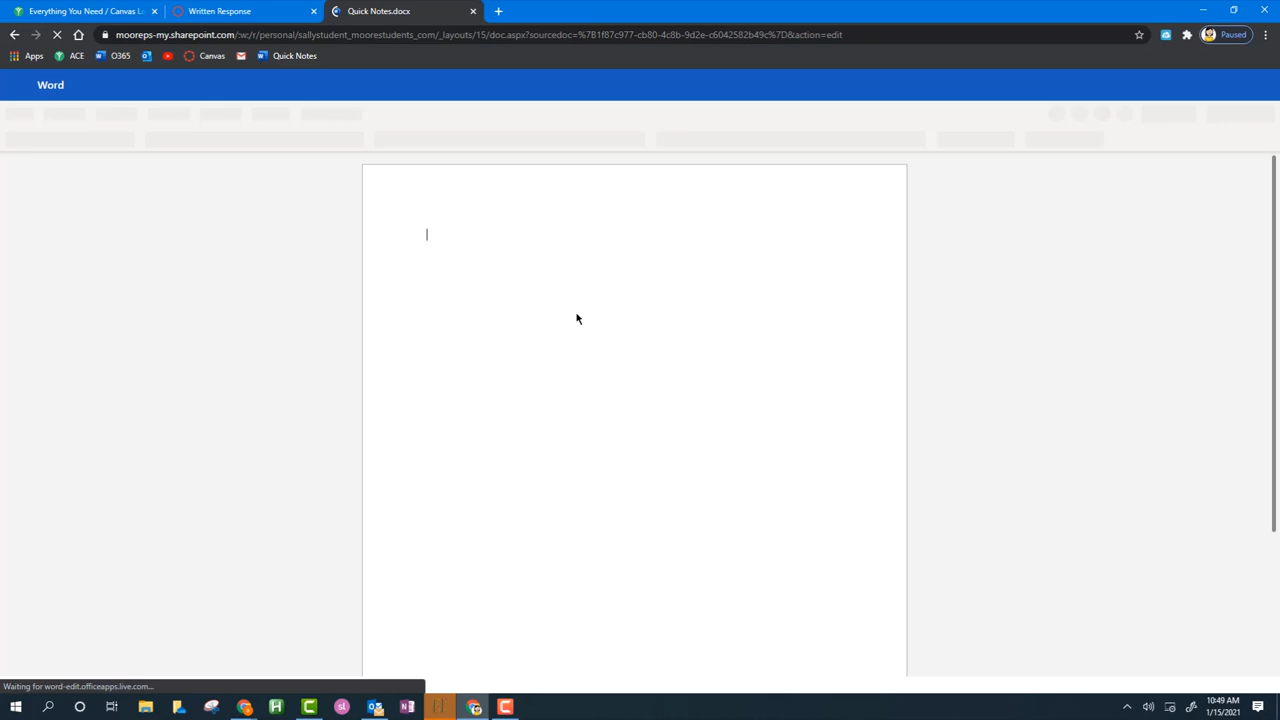 Everything You Need / Canvas Lo
Written Response
Quick Notes.docx
mooreps-my.sharepoint.com/wc/r/personal/sallystudent_moorestudents_com/_layouts/15/doc.aspx?sourcedoc=%7B1f87c977-cb80-4c8b-9d2e-c6042582b49c%7D&action=edit
Paused
Apps
ACE
O365
Canvas
Quick Notes
Word
Waiting for word-edit.officeapps.live.com...
10:49 AM
1/15/2021